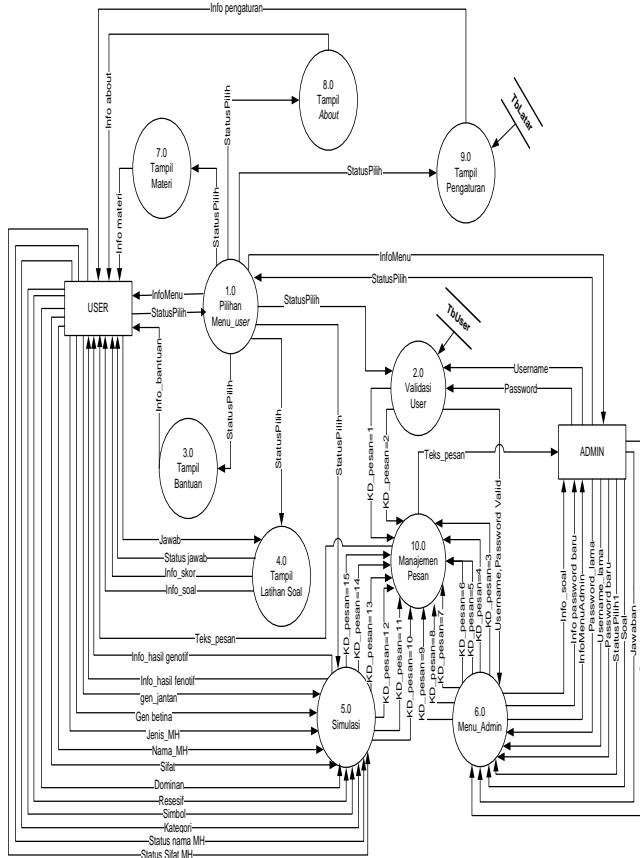 Info pengaturan
Info about
8.0
Tampil
About
StatusPilih
TbLatar
7.0
Tampil
Materi
9.0
Tampil
Pengaturan
StatusPilih
Info materi
StatusPilih
InfoMenu
StatusPilih
USER
InfoMenu
StatusPilih
1.0
Pilihan
Menu_user
StatusPilih
TbUser
Info_bantuan
StatusPilih
StatusPilih
StatusPilih
2.0
Validasi
User
Username
Password
3.0
Tampil
Bantuan
KD_pesan=1
KD_pesan=2
Teks_pesan
ADMIN
Username,Password Valid
Jawab
Status jawab
Info_skor
Info_soal
4.0
Tampil
Latihan Soal
10.0
Manajemen
Pesan
Teks_pesan
KD_pesan=15
KD_pesan=14
KD_pesan=13
KD_pesan=12
KD_pesan=11
KD_pesan=10
KD_pesan=9
KD_pesan=8
KD_pesan=7
KD_pesan=6
KD_pesan=5
KD_pesan=4
KD_pesan=3
Info_soal
Info password baru
InfoMenuAdmin
Password_lama
Username_lama
Password baru
StatusPilih1
Soal
Jawaban
Info_hasil genotif
Info_hasil fenotif
gen_jantan
Gen betina
Jenis_MH
Nama_MH
Sifat
Dominan
Resesif
Simbol
Kategori
Status nama MH
Status Sifat MH
5.0
Simulasi
6.0
Menu_Admin